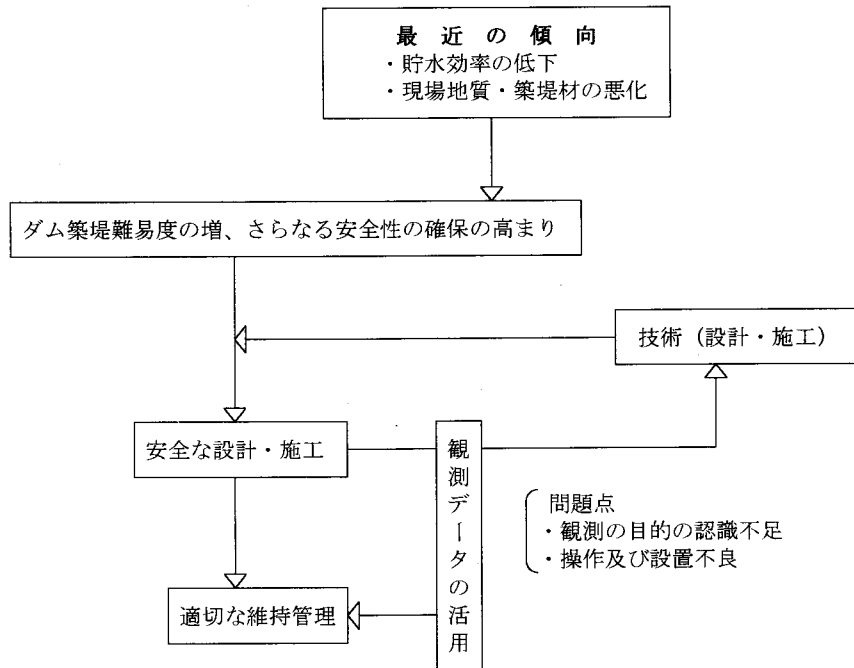 最近の傾向
・貯水効率の低下
・現場地質・築堤材の悪化
ダム築堤難易度の増、さらなる安全性の確保の高まり
技術（設計・施工）
安全な設計・施工
観測データの活用
問題点
・観測の目的の認識不足
・操作及び設置不良
適切な維持管理